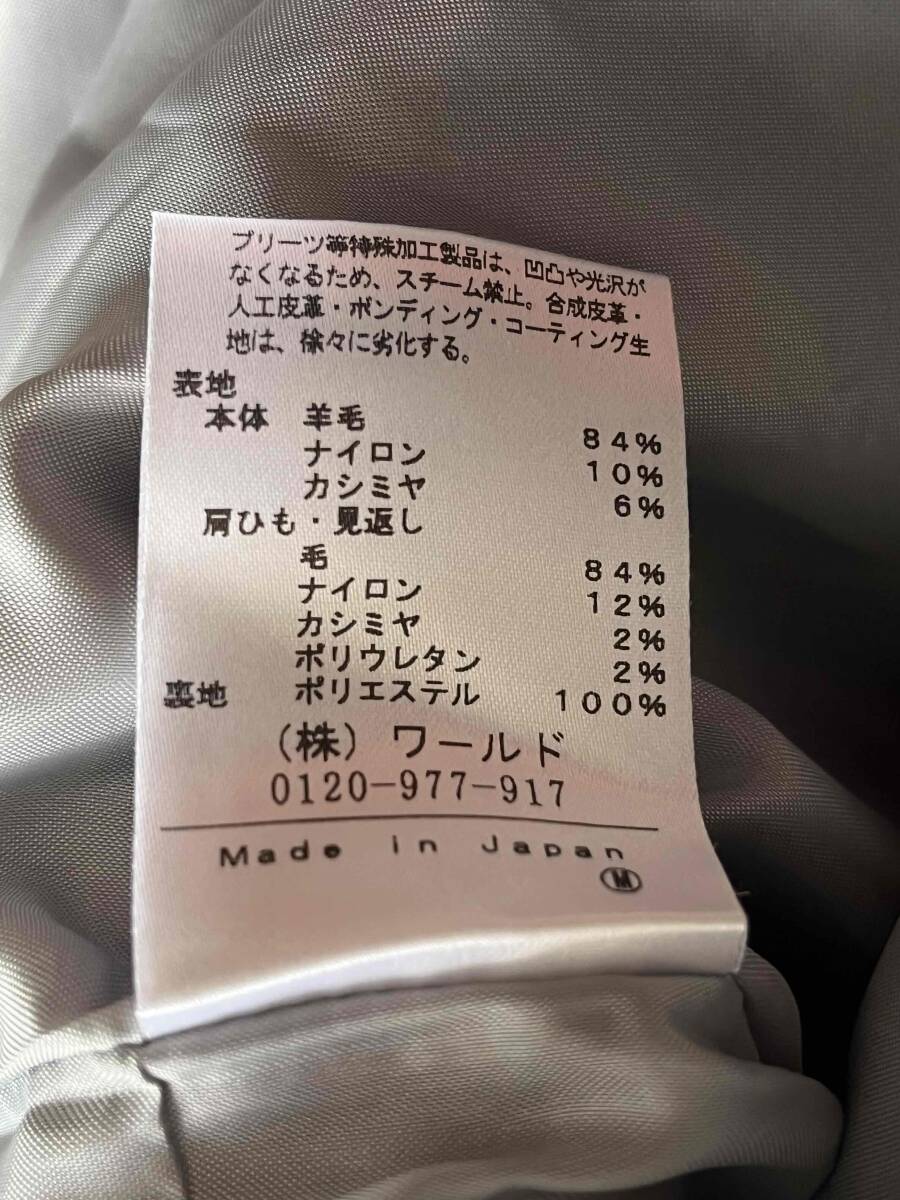 プリーツ等特殊加工製品は、凹凸や光沢が
なくなるため、スチーム禁止。合成皮革・
人工皮革・ボンディング・コーティング生
地は、徐々に劣化する。
表地
本体 羊毛 84%
ナイロン 10%
カシミヤ 6%
肩ひも・見返し
毛 84%
ナイロン 12%
カシミヤ 2%
ポリウレタン 2%
裏地 ポリエステル 100%
(株)ワールド
0120-977-917
Made in Japan
Ⓜ